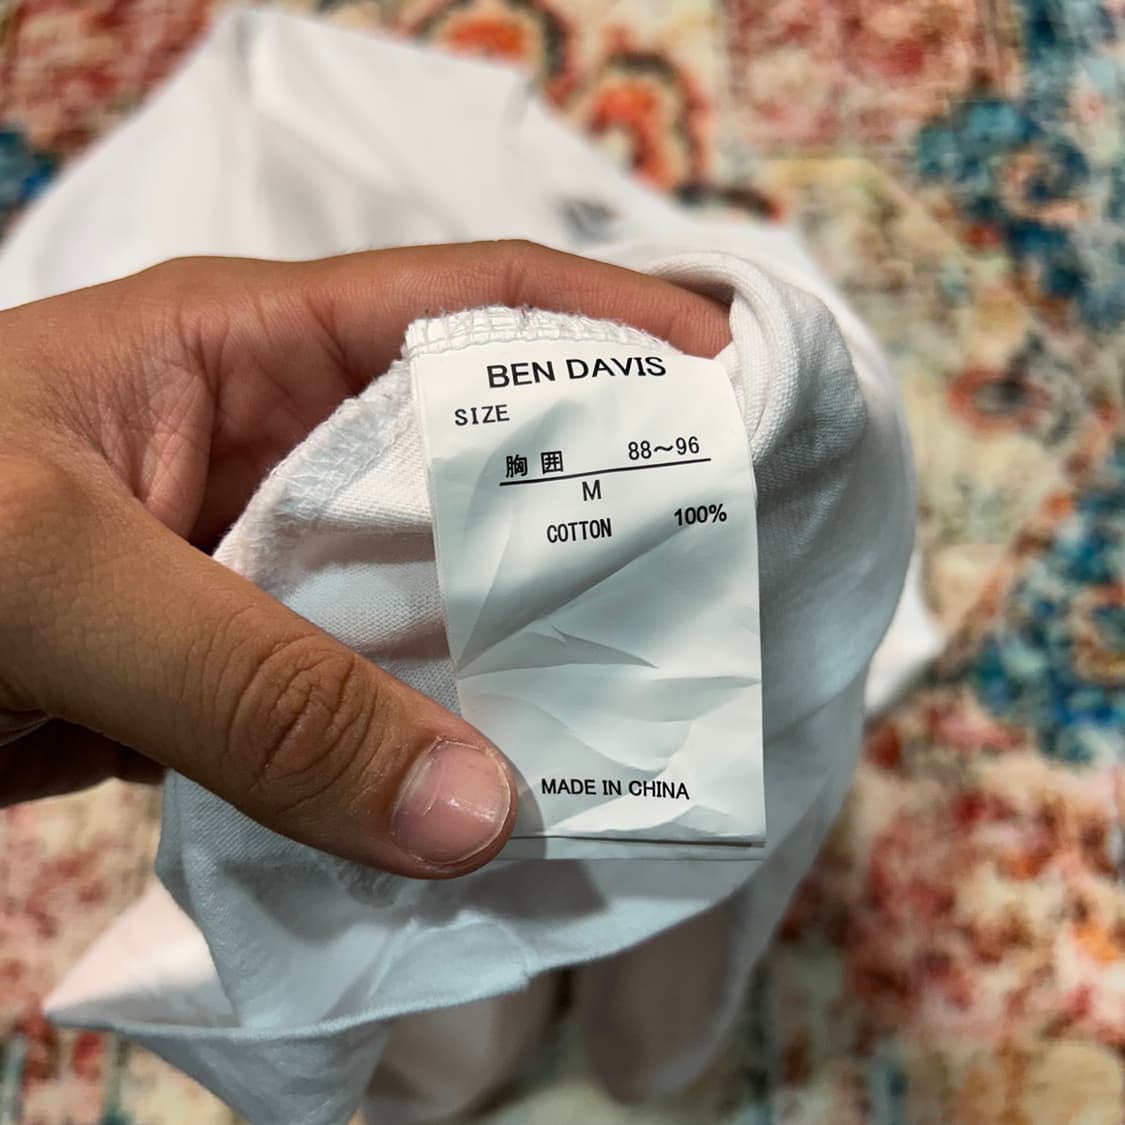 BEN DAVIS
SIZE
胸囲 88～96
M
COTTON 100%
MADE IN CHINA